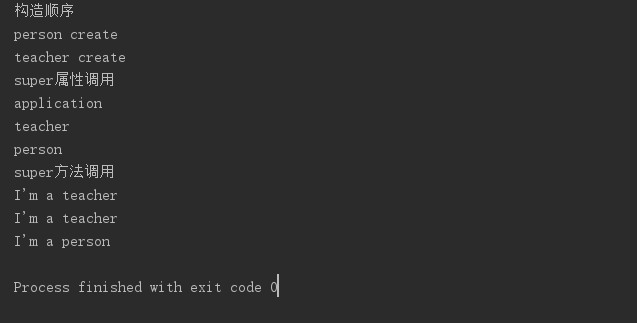 构造顺序
person create
teacher create
super属性调用
application
teacher
person
super方法调用
I'm a teacher
I'm a teacher
I'm a person
Process finished with exit code 0